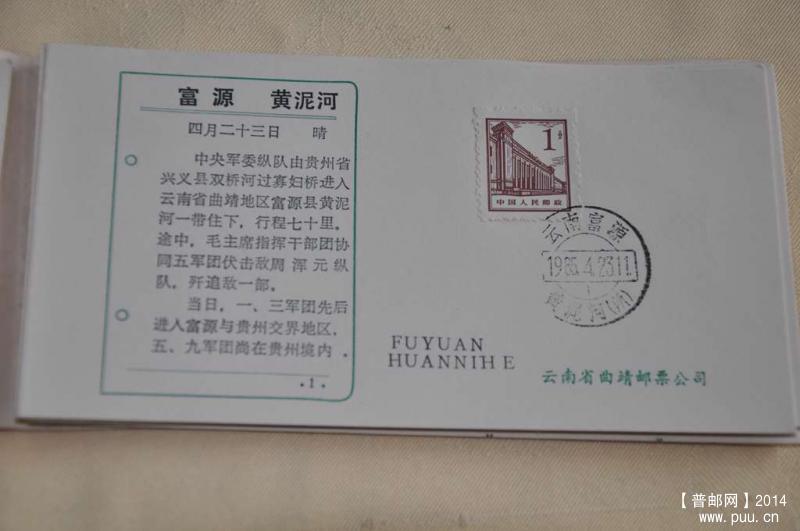 富源 黄泥河
四月二十三日 晴
中央军委纵队由贵州省
兴义县双桥河过寡妇桥进入
云南省曲靖地区富源县黄泥
河一带住下，行程七十里。
途中，毛主席指挥干部团协
同五军团伏击敌周浑元纵
队，歼追敌一部。
当日，一、三军团先后
进入富源与贵州交界地区，
五、九军团尚在贵州境内．
·1·
1分
中国人民邮政
云南富源
1985.4.23.11
黄泥河
FUYUAN
HUANNIHE
云南省曲靖邮票公司
【普邮网】2014
www.puu.cn